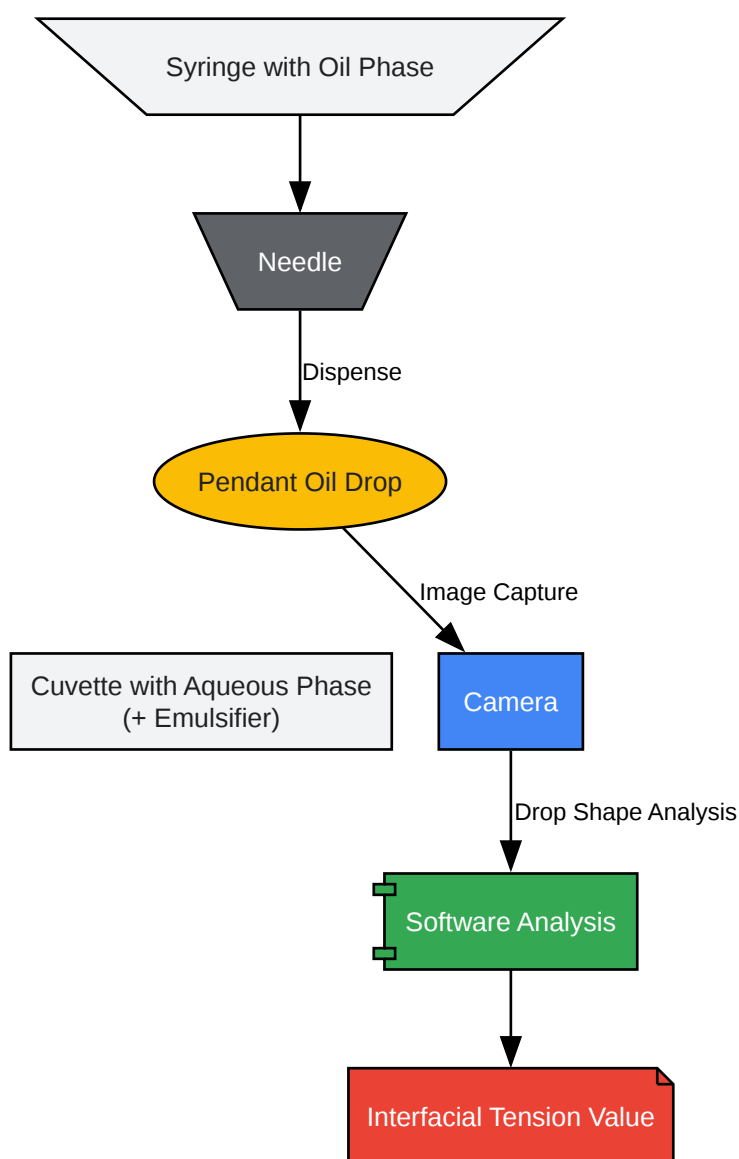 Syringe with Oil Phase
Needle
Dispense
Pendant Oil Drop
Image Capture
Cuvette with Aqueous Phase
(+ Emulsifier)
Camera
Drop Shape Analysis
Software Analysis
Interfacial Tension Value